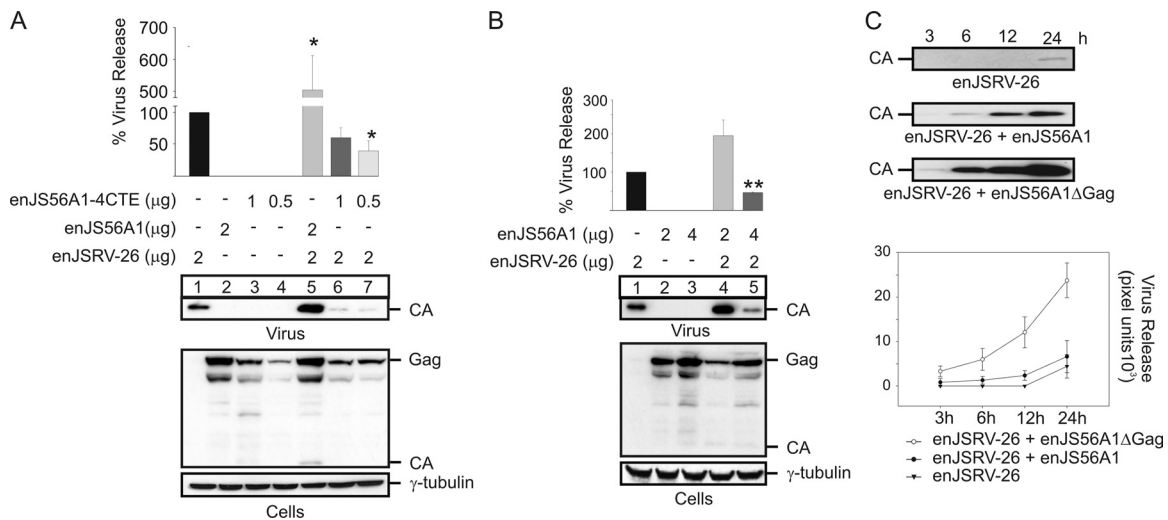 A
% Virus Release
700
600
500
100
50
*
*
enJS56A1-4CTE (µg) - - 1 0.5 - 1 0.5
enJS56A1(µg) - 2 - - 2 - -
enJSRV-26 (µg) 2 - - - 2 2 2
1 2 3 4 5 6 7
CA
Virus
Gag
CA
γ-tubulin
Cells
B
% Virus Release
300
200
100
0
**
enJS56A1 (µg) - 2 4 2 4
enJSRV-26 (µg) 2 - - 2 2
1 2 3 4 5
CA
Virus
Gag
CA
γ-tubulin
Cells
C
3 6 12 24 h
CA
enJSRV-26
CA
enJSRV-26 + enJS56A1
CA
enJSRV-26 + enJS56A1ΔGag
30
20
10
0
Virus Release
(pixel units10³)
3h 6h 12h 24h
enJSRV-26 + enJS56A1ΔGag
enJSRV-26 + enJS56A1
enJSRV-26